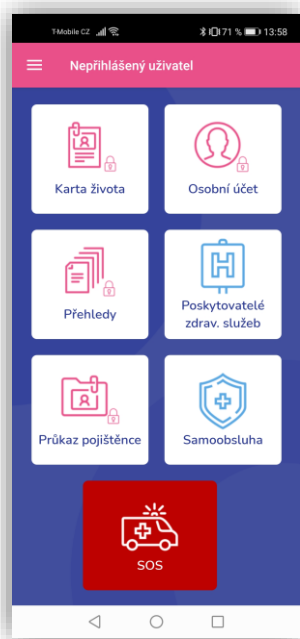 T-Mobile CZ 71 % 13:58
Nepřihlášený uživatel
Karta života
Osobní účet
Přehledy
Poskytovatelé
zdrav. služeb
Průkaz pojištěnce
Samoobsluha
SOS